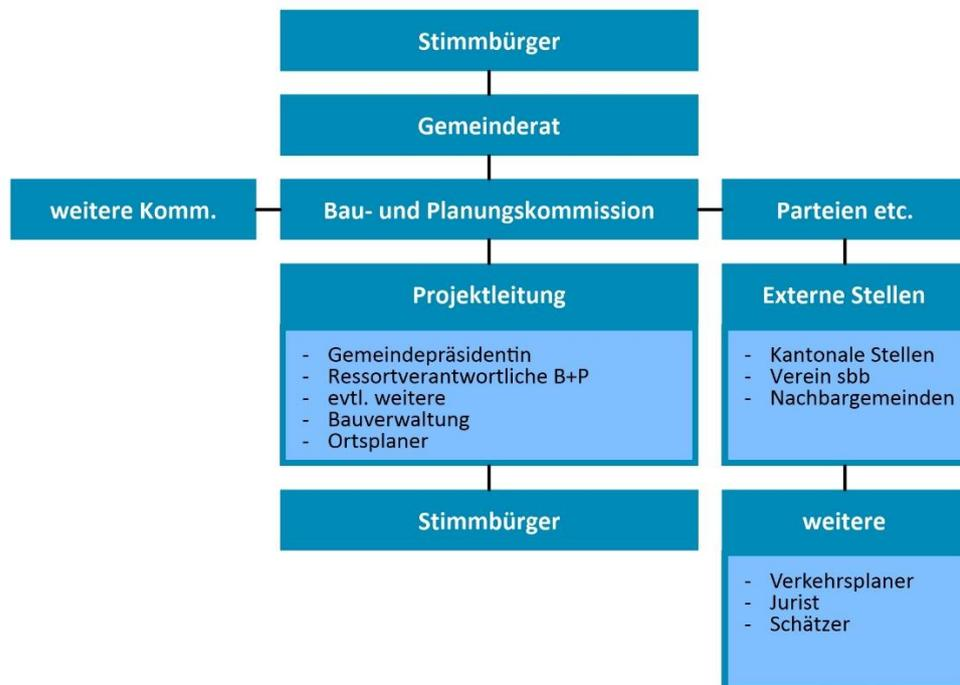 Stimmbürger
Gemeinderat
weitere Komm.
Bau- und Planungskommission
Parteien etc.
Projektleitung
- Gemeindepräsidentin
- Ressortverantwortliche B+P
- evtl. weitere
- Bauverwaltung
- Ortsplaner
Externe Stellen
- Kantonale Stellen
- Verein sbb
- Nachbargemeinden
Stimmbürger
weitere
- Verkehrsplaner
- Jurist
- Schätzer